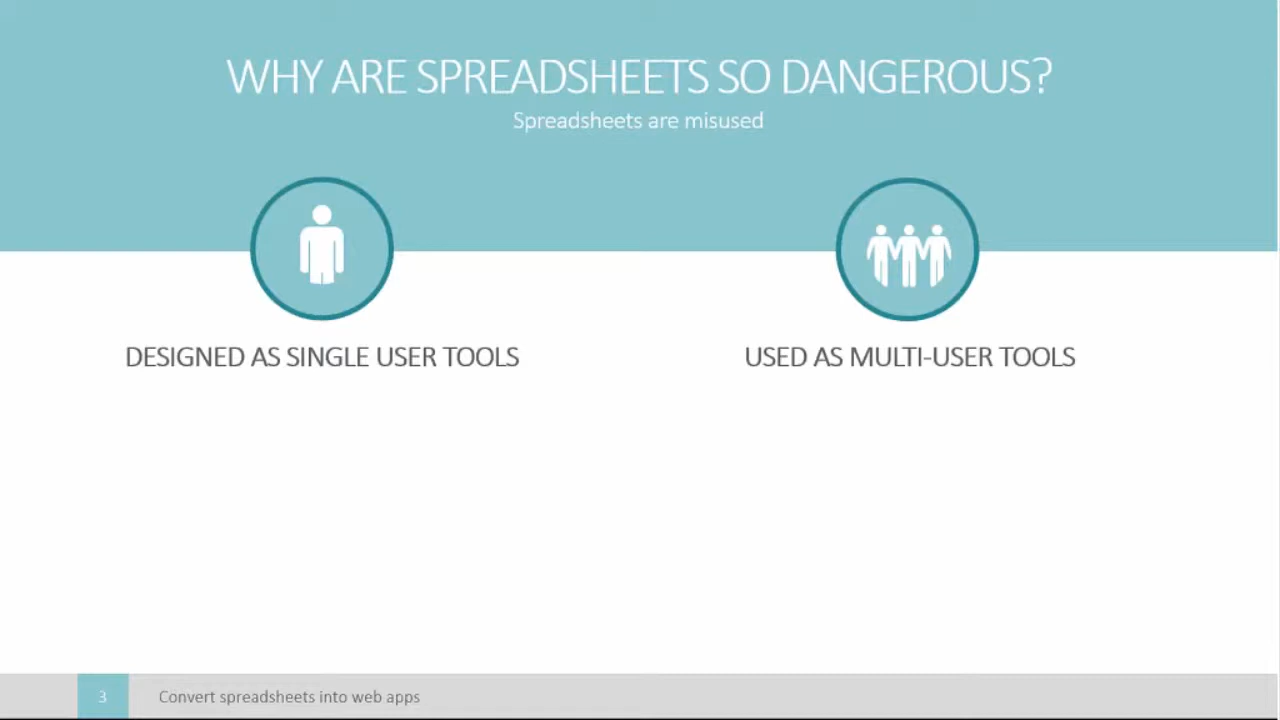 WHY ARE SPREADSHEETS SO DANGEROUS?
Spreadsheets are misused
DESIGNED AS SINGLE USER TOOLS
USED AS MULTI-USER TOOLS
3
Convert spreadsheets into web apps